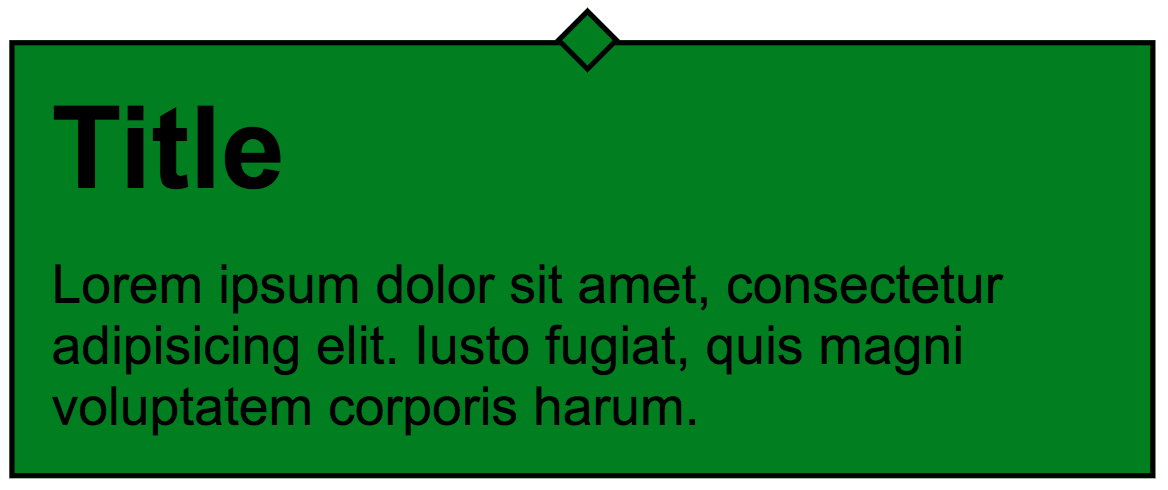 Title
Lorem ipsum dolor sit amet, consectetur
adipisicing elit. Iusto fugiat, quis magni
voluptatem corporis harum.